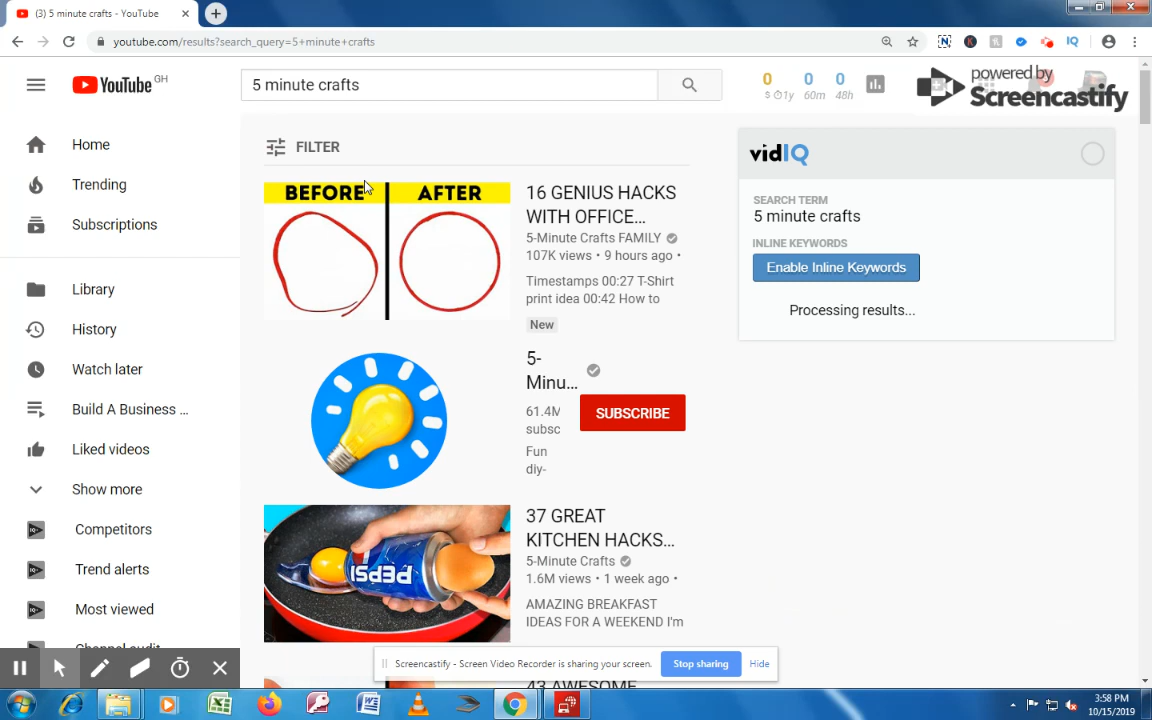 (3) 5 minute crafts - YouTube
youtube.com/results?search_query=5+minute+crafts
YouTube GH
5 minute crafts
0 0 0
$ 1y 60m 48h
powered by
Screencastify
Home
Trending
Subscriptions
Library
History
Watch later
Build A Business ...
Liked videos
Show more
Competitors
Trend alerts
Most viewed
Channel audit
FILTER
BEFORE AFTER
16 GENIUS HACKS
WITH OFFICE...
5-Minute Crafts FAMILY
107K views • 9 hours ago •
Timestamps 00:27 T-Shirt
print idea 00:42 How to
New
5-
Minu...
61.4M
subsc
SUBSCRIBE
Fun
diy-
PEPSI
37 GREAT
KITCHEN HACKS...
5-Minute Crafts
1.6M views • 1 week ago •
AMAZING BREAKFAST
IDEAS FOR A WEEKEND I'm
43 AWESOME
vidIQ
SEARCH TERM
5 minute crafts
INLINE KEYWORDS
Enable Inline Keywords
Processing results...
Screencastify - Screen Video Recorder is sharing your screen.
Stop sharing
Hide
3:58 PM
10/15/2019